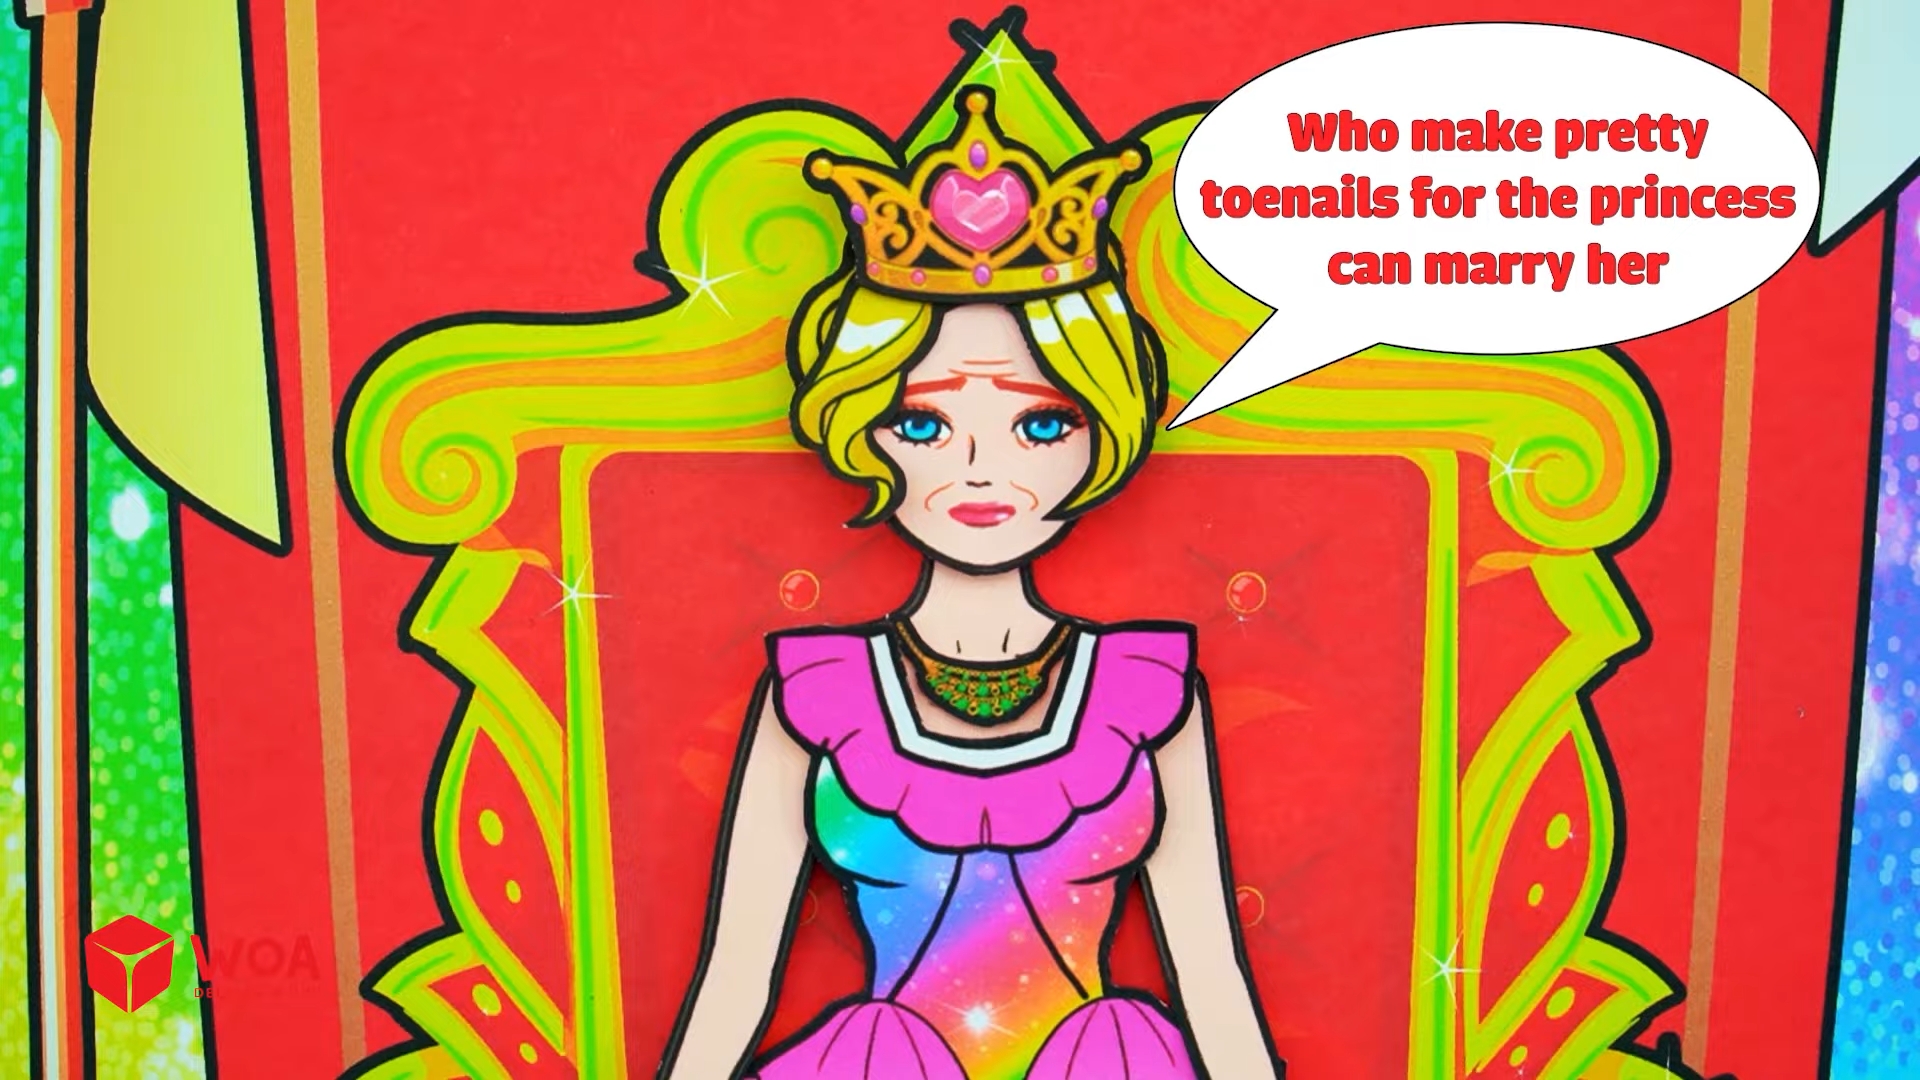 Who make pretty
toenails for the princess
can marry her
WOA